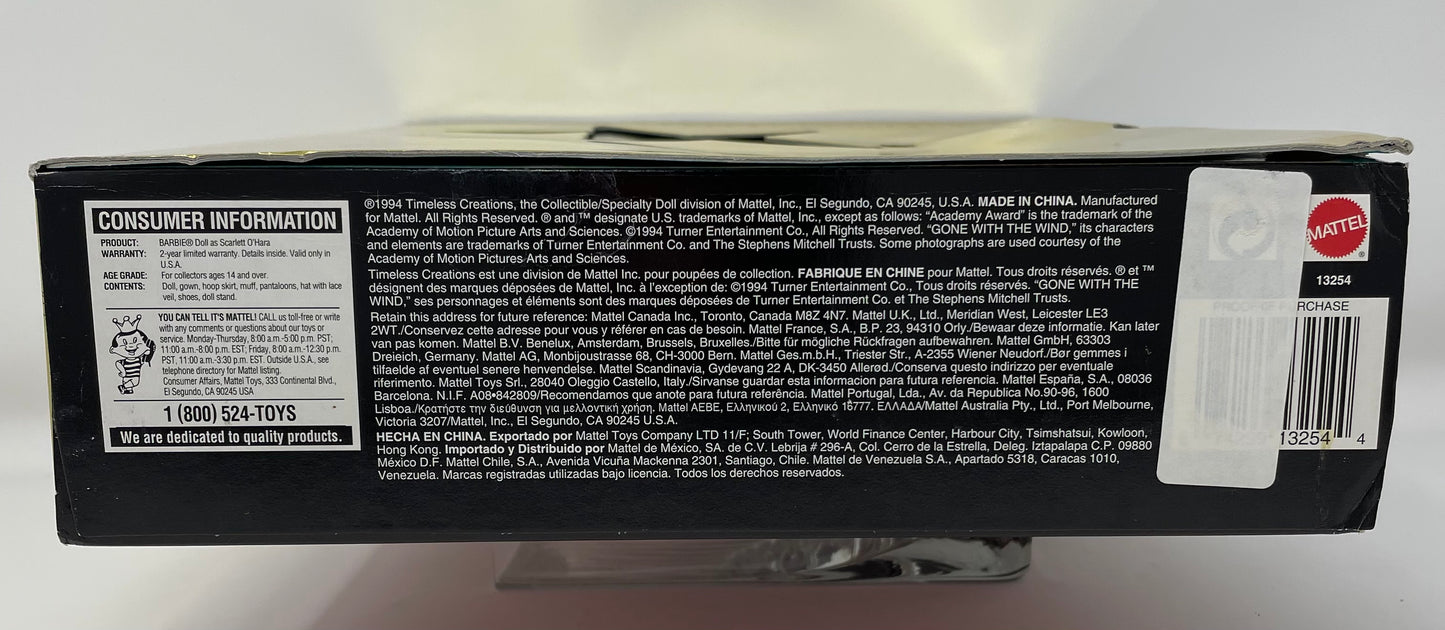 CONSUMER INFORMATION
PRODUCT: BARBIE® Doll as Scarlett O'Hara
WARRANTY: 2-year limited warranty. Details inside. Valid only in
U.S.A.
AGE GRADE: For collectors ages 14 and over.
CONTENTS: Doll, gown, hoop skirt, muff, pantaloons, hat with lace
veil, shoes, doll stand.
YOU CAN TELL IT'S MATTEL! CALL us toll-free or write
with any comments or questions about our toys or
service. Monday-Thursday, 8:00 a.m.-5:00 p.m. PST;
11:00 a.m.-8:00 p.m. EST; Friday, 8:00 a.m.-12:30 p.m.
PST, 11:00 a.m.-3:30 p.m. EST. Outside U.S.A., see
telephone directory for Mattel listing.
Consumer Affairs, Mattel Toys, 333 Continental Blvd.,
El Segundo, CA 90245 USA
1 (800) 524-TOYS
We are dedicated to quality products.
®1994 Timeless Creations, the Collectible/Specialty Doll division of Mattel, Inc., El Segundo, CA 90245, U.S.A. MADE IN CHINA. Manufactured
for Mattel. All Rights Reserved. ® and ™ designate U.S. trademarks of Mattel, Inc., except as follows: "Academy Award" is the trademark of the
Academy of Motion Picture Arts and Sciences. ©1994 Turner Entertainment Co., All Rights Reserved. "GONE WITH THE WIND," its characters
and elements are trademarks of Turner Entertainment Co. and The Stephens Mitchell Trusts. Some photographs are used courtesy of the
Academy of Motion Pictures Arts and Sciences.
Timeless Creations est une division de Mattel Inc. pour poupées de collection. FABRIQUE EN CHINE pour Mattel. Tous droits réservés. ® et ™
désignent des marques déposées de Mattel, Inc. à l'exception de: ©1994 Turner Entertainment Co., Tous droits réservés. "GONE WITH THE
WIND," ses personnages et éléments sont des marques déposées de Turner Entertainment Co. et The Stephens Mitchell Trusts.
Retain this address for future reference: Mattel Canada Inc., Toronto, Canada M8Z 4N7. Mattel U.K., Ltd., Meridian West, Leicester LE3
2WT./Conservez cette adresse pour vous y référer en cas de besoin. Mattel France, S.A., B.P. 23, 94310 Orly./Bewaar deze informatie. Kan later
van pas komen. Mattel B.V. Benelux, Amsterdam, Brussels, Bruxelles./Bitte für mögliche Rückfragen aufbewahren. Mattel GmbH, 63303
Dreieich, Germany. Mattel AG, Monbijoustrasse 68, CH-3000 Bern. Mattel Ges.m.b.H., Triester Str., A-2355 Wiener Neudorf./Bør gemmes i
tilfaelde af eventuel senere henvendelse. Mattel Scandinavia, Gydevang 22 A, DK-3450 Allerød./Conserva questo indirizzo per eventuale
riferimento. Mattel Toys Srl., 28040 Oleggio Castello, Italy./Sirvanse guardar esta informacion para futura referencia. Mattel España, S.A., 08036
Barcelona. N.I.F. A08•842809/Recomendamos que anote para futura referência. Mattel Portugal, Lda., Av. da Republica No.90-96, 1600
Lisboa./Κρατήστε την διεύθυνση για μελλοντική χρήση. Mattel AEBE, Ελληνικού 2, Ελληνικό 16777. ΕΛΛΑΔΑ/Mattel Australia Pty., Ltd., Port Melbourne,
Victoria 3207/Mattel, Inc., El Segundo, CA 90245 U.S.A.
HECHA EN CHINA. Exportado por Mattel Toys Company LTD 11/F; South Tower, World Finance Center, Harbour City, Tsimshatsui, Kowloon,
Hong Kong. Importado y Distribuido por Mattel de México, SA. de C.V. Lebrija # 296-A, Col. Cerro de la Estrella, Deleg. Iztapalapa C.P. 09880
México D.F. Mattel Chile, S.A., Avenida Vicuña Mackenna 2301, Santiago, Chile. Mattel de Venezuela S.A., Apartado 5318, Caracas 1010,
Venezuela. Marcas registradas utilizadas bajo licencia. Todos los derechos reservados.
MATTEL
®
13254
PROOF OF PURCHASE
13254 4